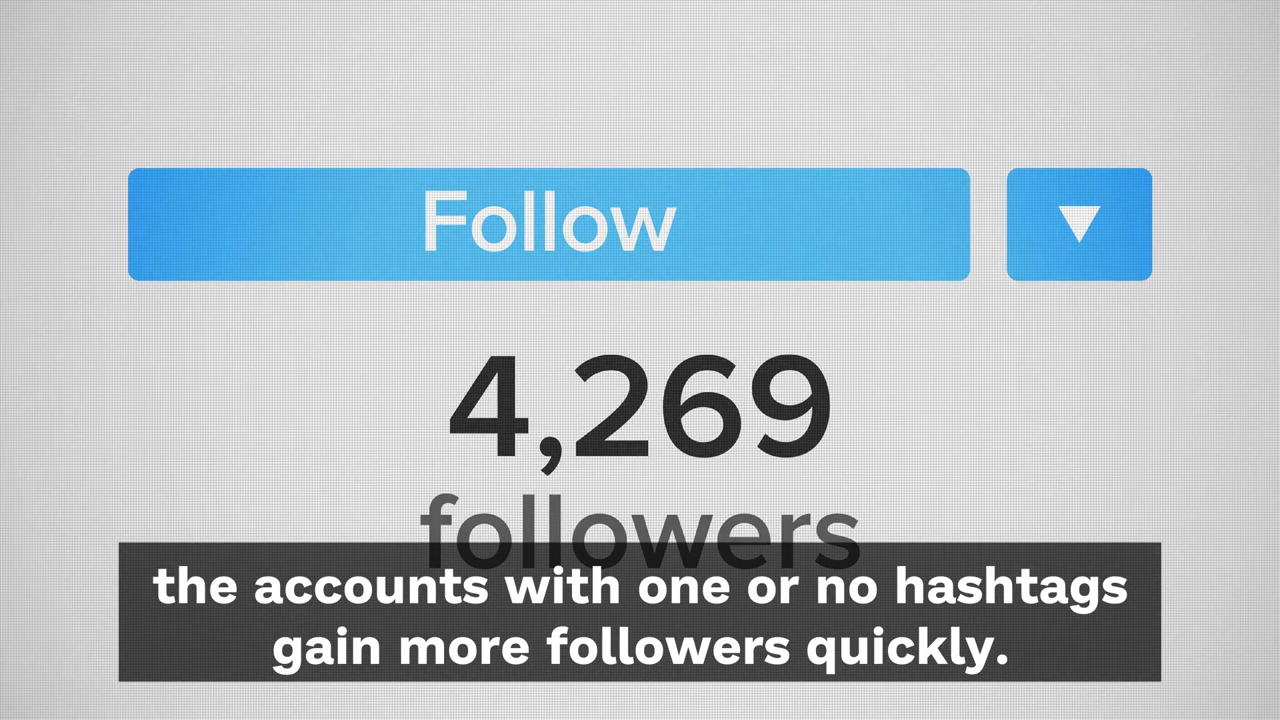 Follow
4,269
followers
the accounts with one or no hashtags
gain more followers quickly.